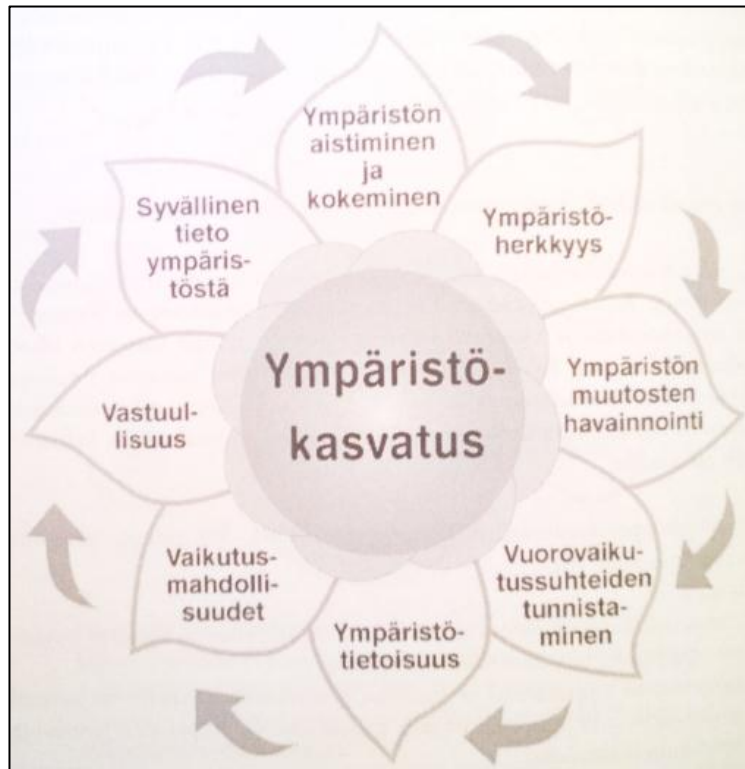 Ympäristön
aistiminen
ja
kokeminen
Ympäristö-
herkkyys
Ympäristön
muutosten
havainnointi
Vuorovaiku-
tussuhteiden
tunnista-
minen
Ympäristö-
tietoisuus
Vaikutus-
mahdolli-
suudet
Vastuul-
lisuus
Syvällinen
tieto
ympäris-
töstä
Ympäristö-
kasvatus